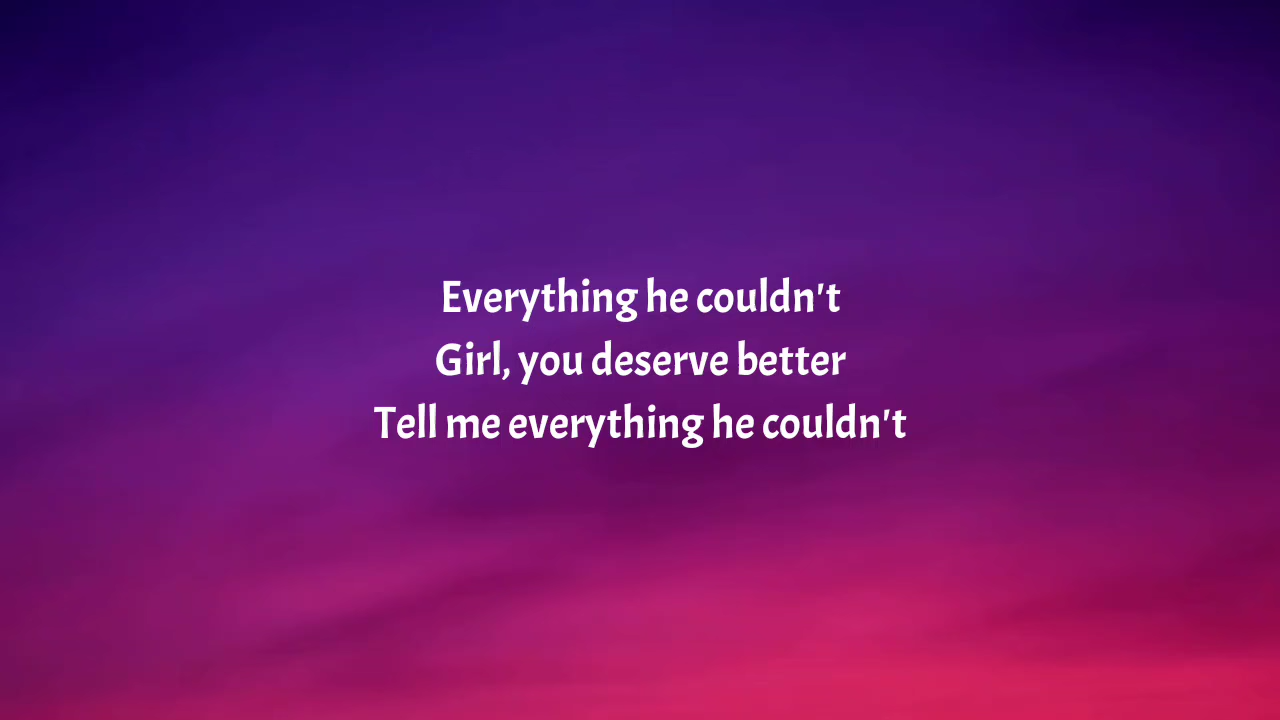 Everything he couldn't
Girl, you deserve better
Tell me everything he couldn't